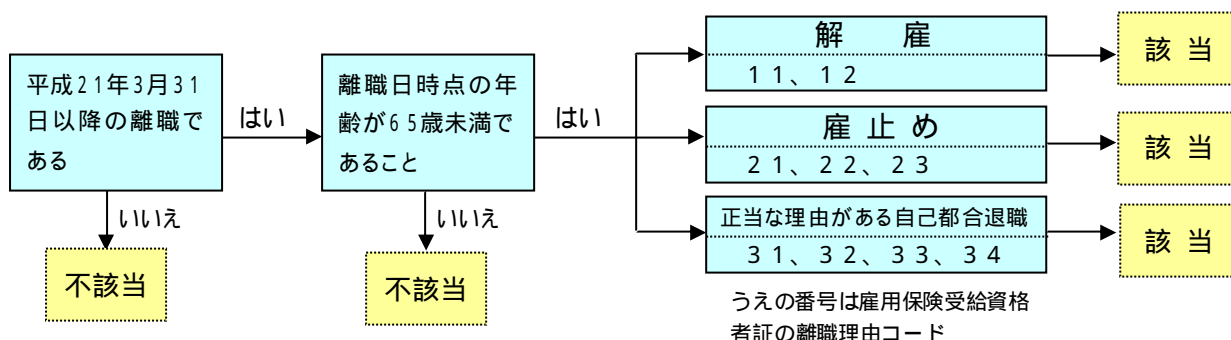 平成21年3月31
日以降の離職で
ある
はい
いいえ
不該当
離職日時点の年
齢が65歳未満で
あること
はい
いいえ
不該当
解 雇
11、12
該 当
雇 止 め
21、22、23
該 当
正当な理由がある自己都合退職
31、32、33、34
該 当
うえの番号は雇用保険受給資格
者証の離職理由コード